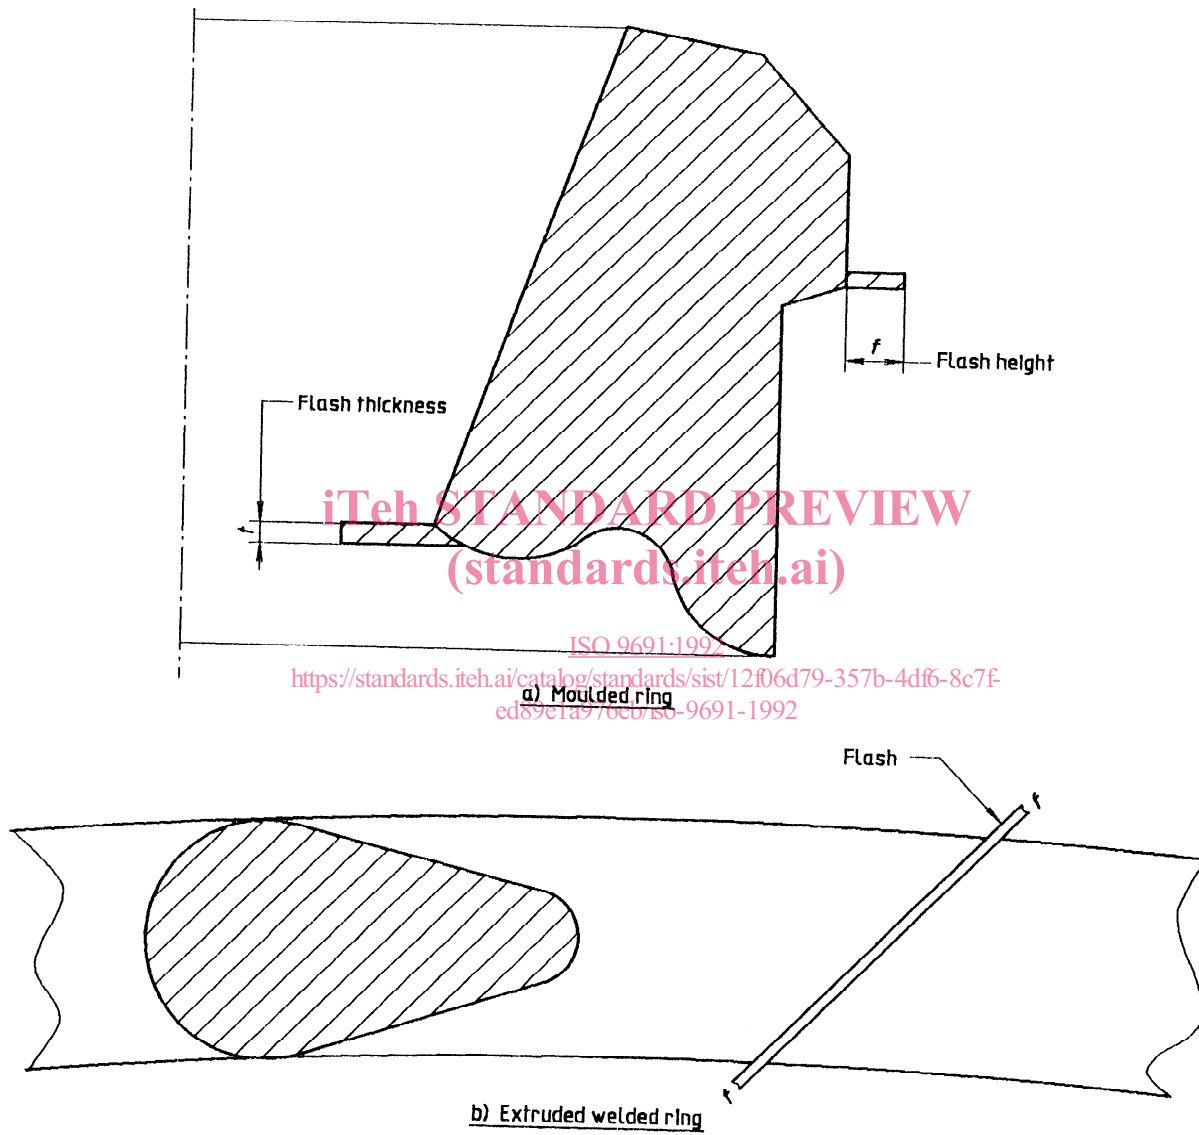 f
Flash height
Flash thickness
t
iTeh STANDARD PREVIEW
(standards.iteh.ai)
ISO 9691:1992
https://standards.iteh.ai/catalog/standards/sist/12f06d79-357b-4df6-8c7f-
a) Moulded ring
ed89e1a976eb/iso-9691-1992
Flash
f
f
b) Extruded welded ring